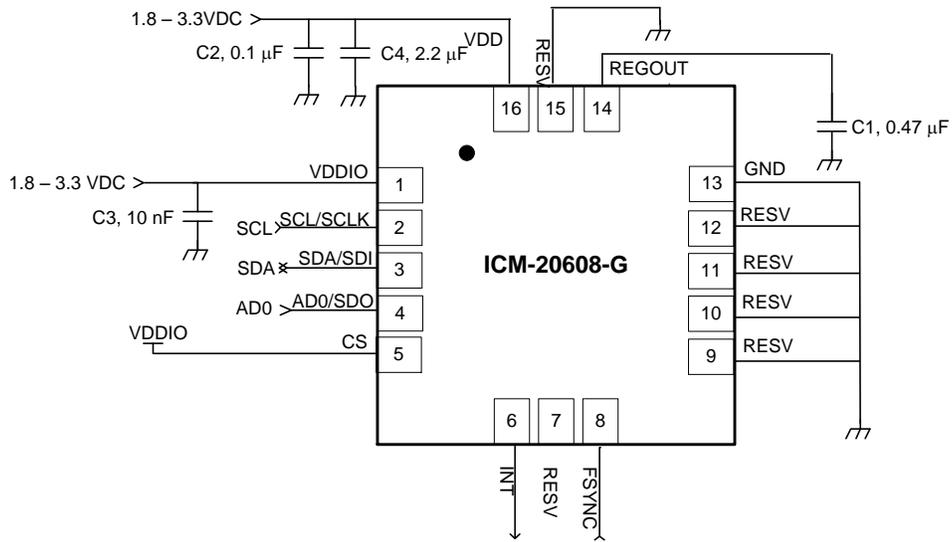 1.8 – 3.3VDC
C2, 0.1 µF
C4, 2.2 µF
VDD
RESV
REGOUT
C1, 0.47 µF
16
15
14
1.8 – 3.3 VDC
VDDIO
1
C3, 10 nF
SCL
SCL/SCLK
2
SDA
SDA/SDI
3
AD0
AD0/SDO
4
VDDIO
CS
5
ICM-20608-G
13
GND
12
RESV
11
RESV
10
RESV
9
RESV
6
7
8
INT
RESV
FSYNC